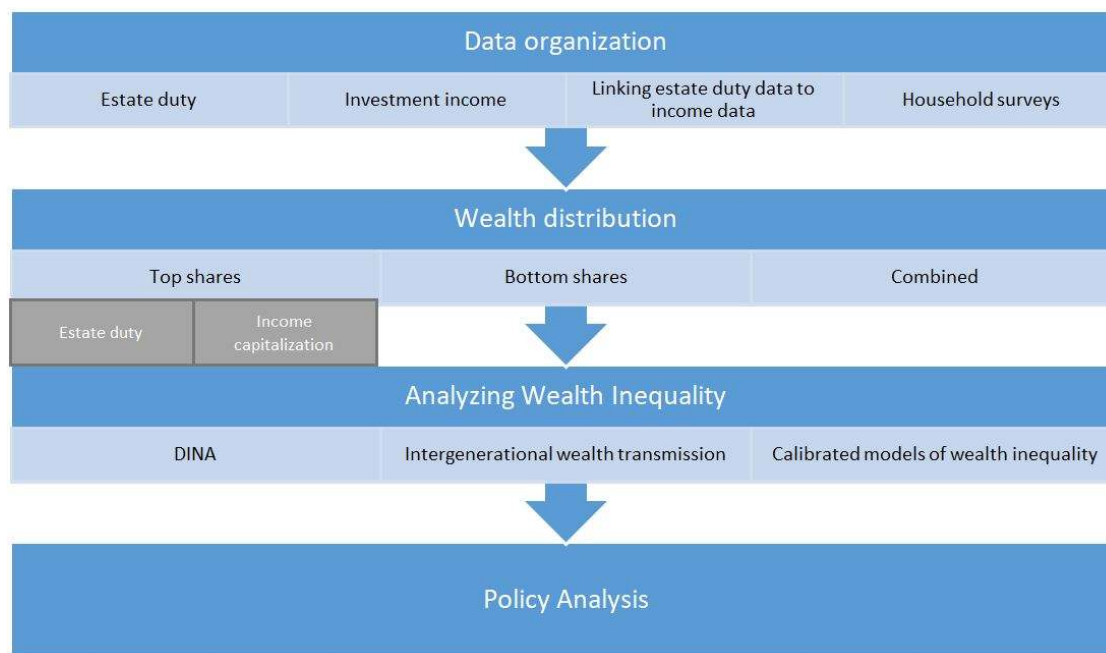 Data organization
Estate duty
Investment income
Linking estate duty data to
income data
Household surveys
Wealth distribution
Top shares
Bottom shares
Combined
Estate duty
Income
capitalization
Analyzing Wealth Inequality
DINA
Intergenerational wealth transmission
Calibrated models of wealth inequality
Policy Analysis